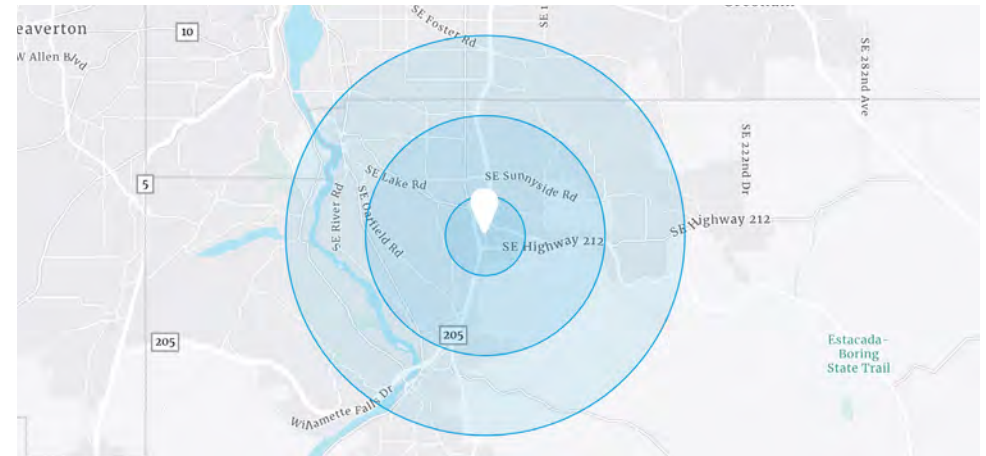 eaverton
10
W Allen Blvd
SE Foster Rd
SE 1
SE 282nd Ave
SE 222nd Dr
5
SE Lake Rd
SE Sunnyside Rd
SE River Rd
SE Oatfield Rd
SE Highway 212
SE Highway 212
205
205
Estacada-
Boring
State Trail
Willamette Falls Dr